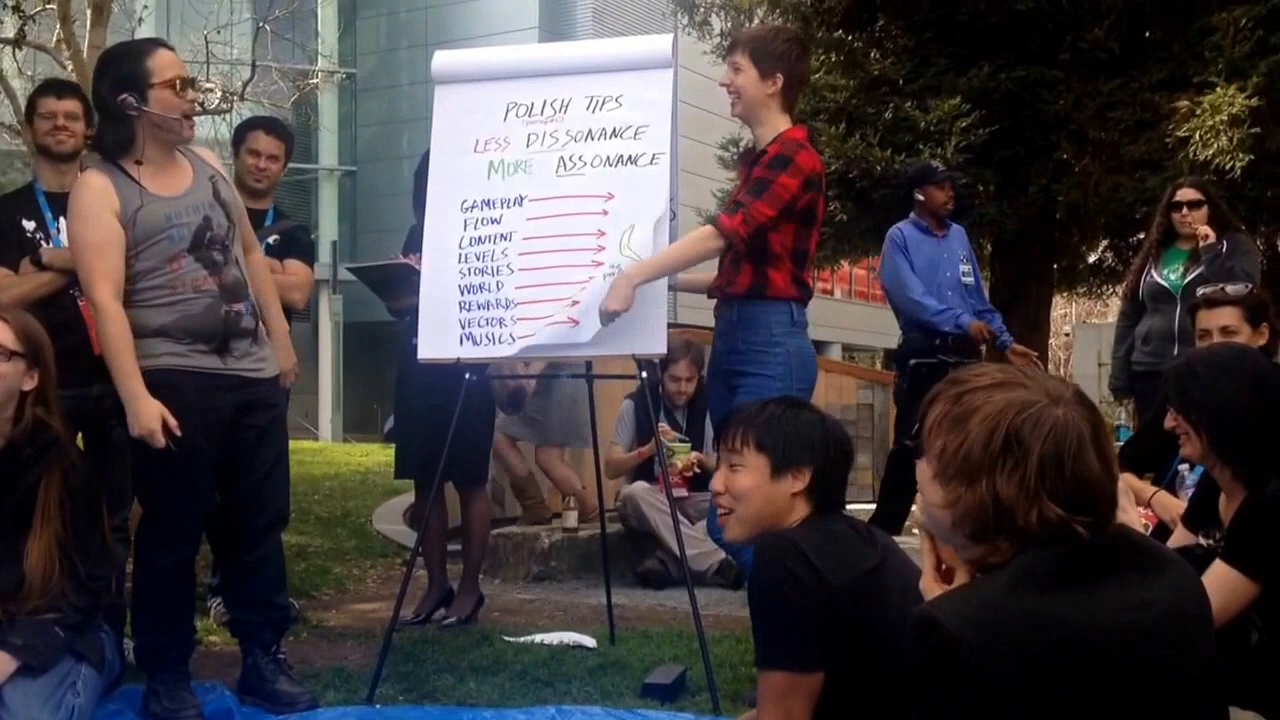 POLISH TIPS
LESS DISSONANCE
MORE ASSONANCE
GAMEPLAY
FLOW
CONTENT
LEVELS
STORIES
WORLD
REWARDS
VECTORS
MUSICS